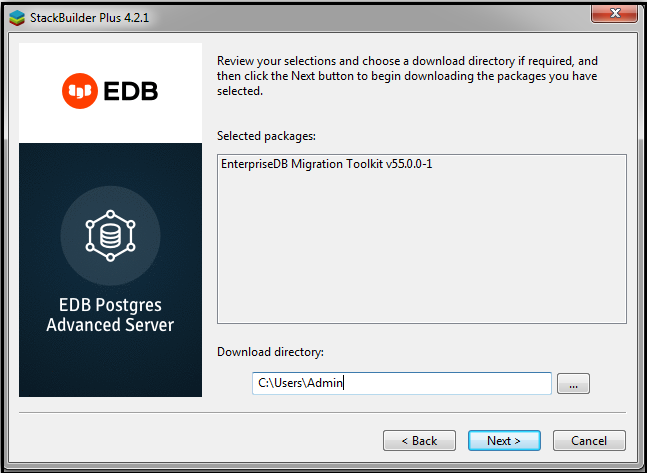 StackBuilder Plus 4.2.1
EDB
EDB Postgres
Advanced Server
Review your selections and choose a download directory if required, and
then click the Next button to begin downloading the packages you have
selected.
Selected packages:
EnterpriseDB Migration Toolkit v55.0.0-1
Download directory:
C:\Users\Admin
...
< Back
Next >
Cancel